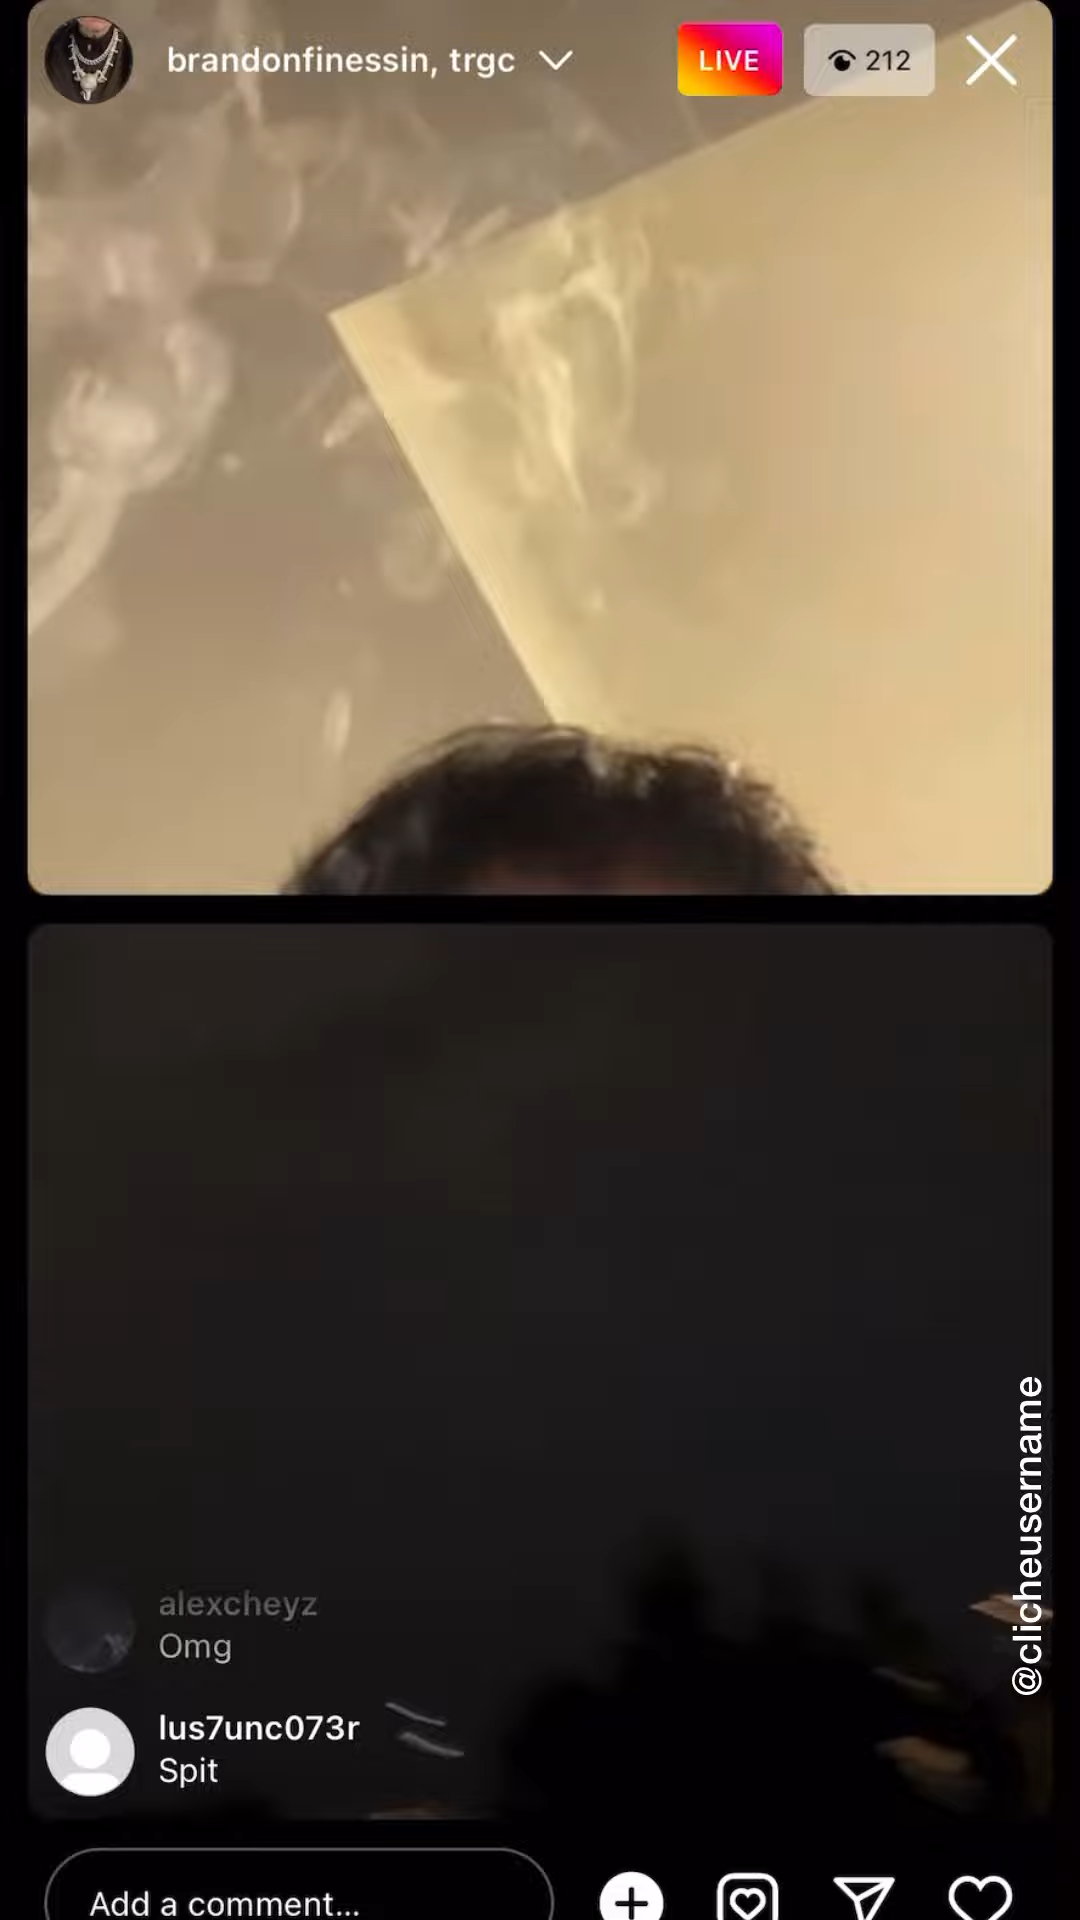 brandonfinessin, trgc
LIVE
212
@clicheusername
alexcheyz
Omg
lus7unc073r
Spit
Add a comment...